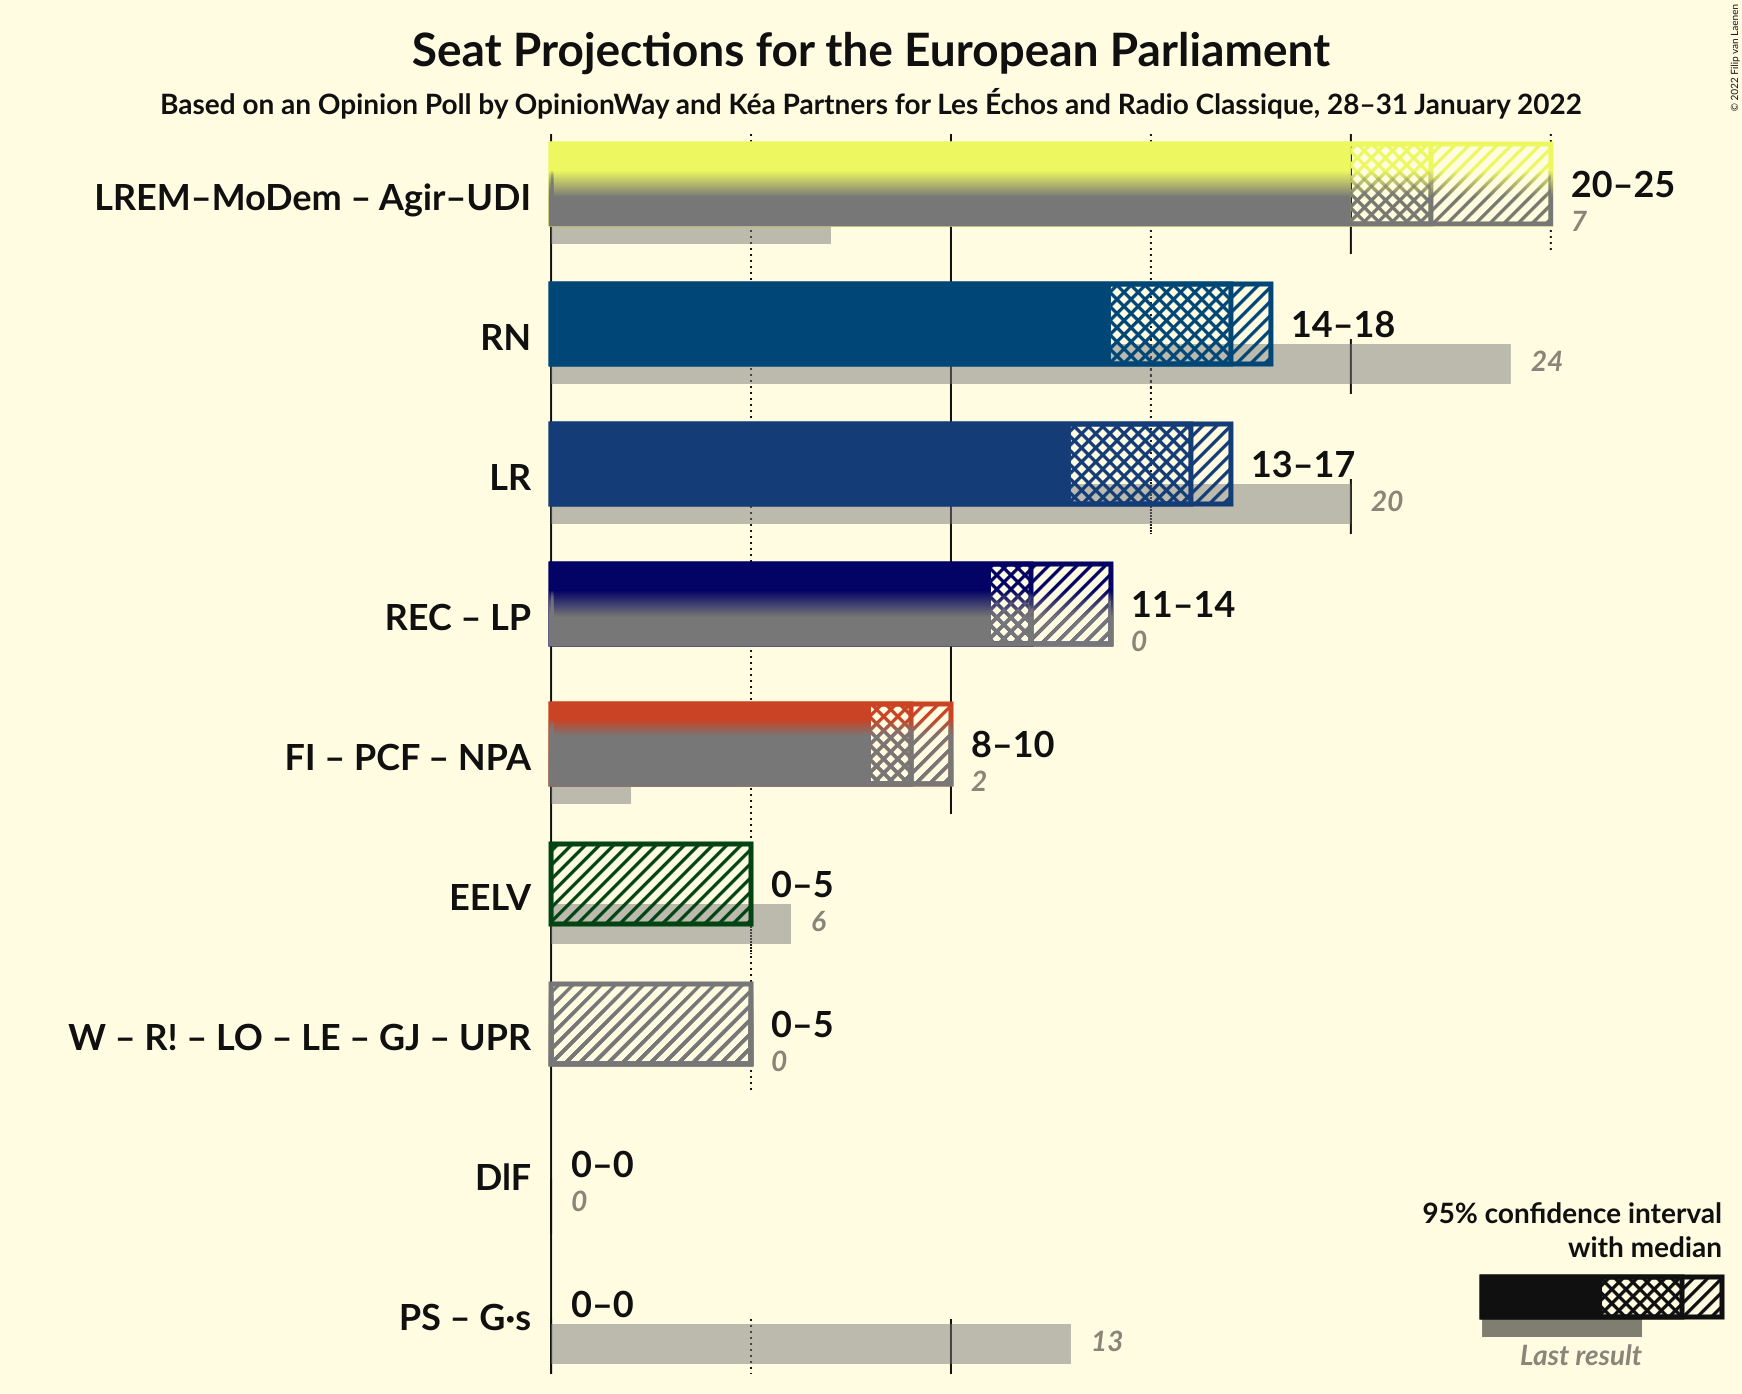 Seat Projections for the European Parliament
Based on an Opinion Poll by OpinionWay and Kéa Partners for Les Échos and Radio Classique, 28–31 January 2022
© 2022 Filip van Laenen
LREM–MoDem – Agir–UDI
20–25
7
RN
14–18
24
LR
13–17
20
REC – LP
11–14
0
FI – PCF – NPA
8–10
2
EELV
0–5
6
W – R! – LO – LE – GJ – UPR
0–5
0
DlF
0–0
0
PS – G·s
0–0
13
95% confidence interval
with median
Last result